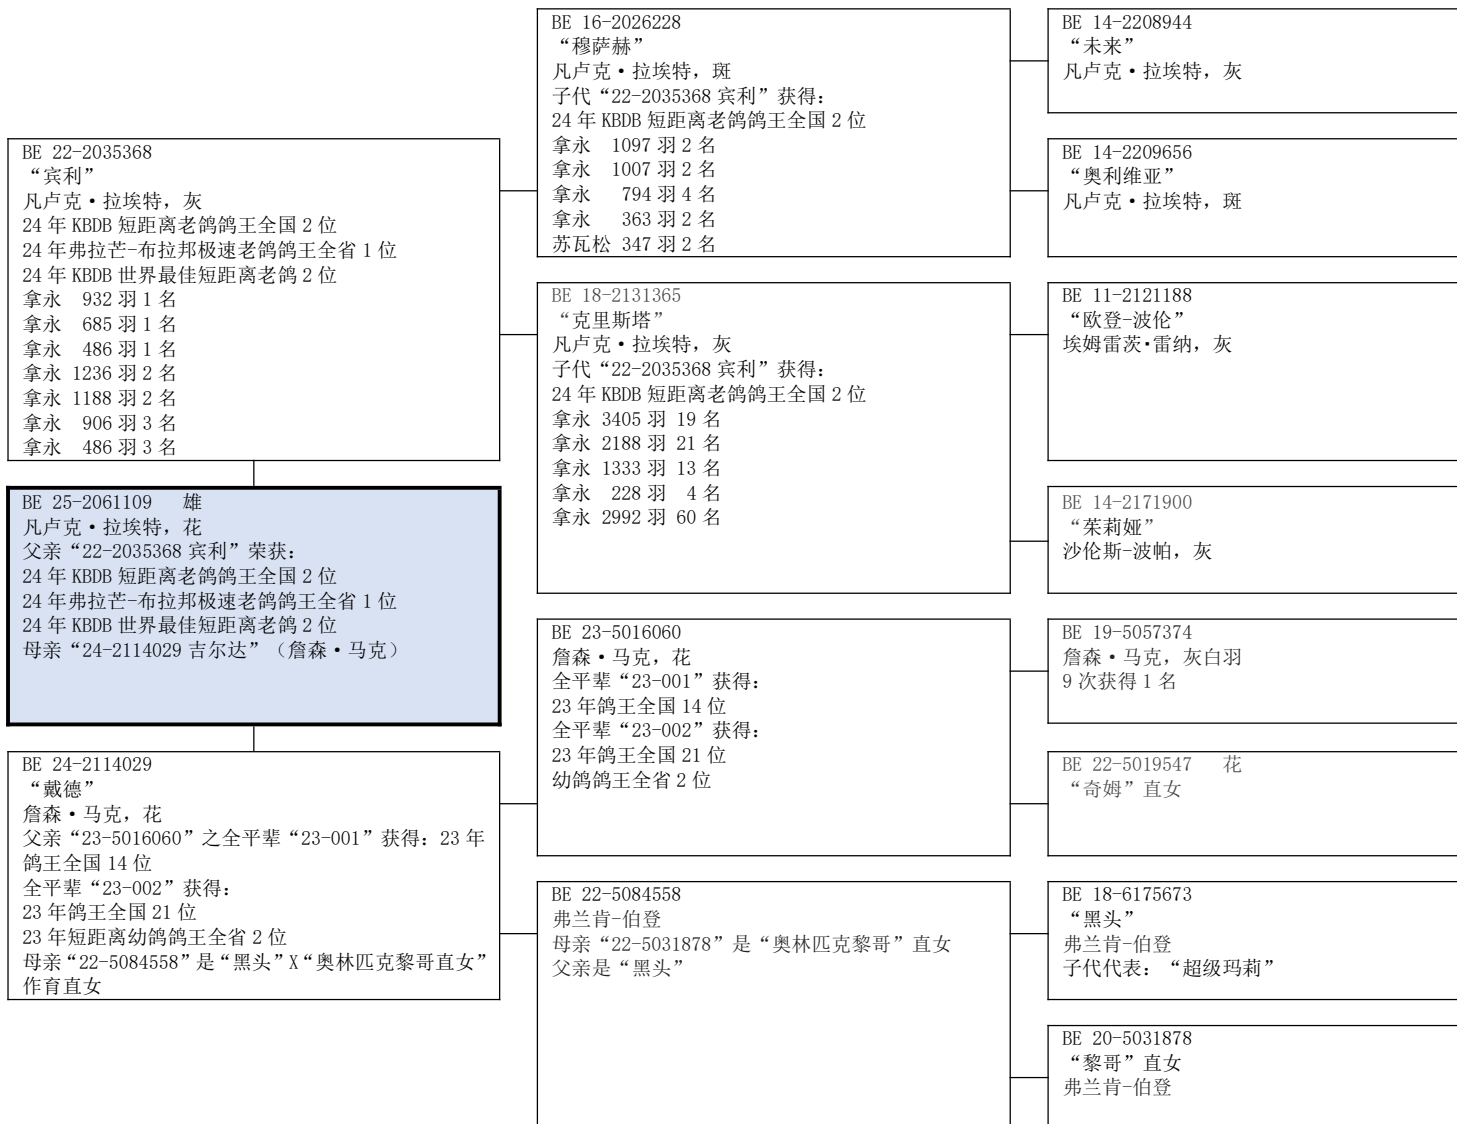 BE 22-2035368
“宾利”
凡卢克·拉埃特，灰
24 年 KBDB 短距离老鸽鸽王全国 2 位
24 年弗拉芒-布拉邦极速老鸽鸽王全省 1 位
24 年 KBDB 世界最佳短距离老鸽 2 位
拿永 932 羽 1 名
拿永 685 羽 1 名
拿永 486 羽 1 名
拿永 1236 羽 2 名
拿永 1188 羽 2 名
拿永 906 羽 3 名
拿永 486 羽 3 名
BE 25-2061109 雄
凡卢克·拉埃特，花
父亲“22-2035368 宾利”荣获：
24 年 KBDB 短距离老鸽鸽王全国 2 位
24 年弗拉芒-布拉邦极速老鸽鸽王全省 1 位
24 年 KBDB 世界最佳短距离老鸽 2 位
母亲“24-2114029 吉尔达”（詹森·马克）
BE 24-2114029
“戴德”
詹森·马克，花
父亲“23-5016060”之全平辈“23-001”获得：23 年
鸽王全国 14 位
全平辈“23-002”获得：
23 年鸽王全国 21 位
23 年短距离幼鸽鸽王全省 2 位
母亲“22-5084558”是“黑头”X“奥林匹克黎哥直女”
作育直女
BE 16-2026228
“穆萨赫”
凡卢克·拉埃特，斑
子代“22-2035368 宾利”获得：
24 年 KBDB 短距离老鸽鸽王全国 2 位
拿永 1097 羽 2 名
拿永 1007 羽 2 名
拿永 794 羽 4 名
拿永 363 羽 2 名
苏瓦松 347 羽 2 名
BE 18-2131365
“克里斯塔”
凡卢克·拉埃特，灰
子代“22-2035368 宾利”获得：
24 年 KBDB 短距离老鸽鸽王全国 2 位
拿永 3405 羽 19 名
拿永 2188 羽 21 名
拿永 1333 羽 13 名
拿永 228 羽 4 名
拿永 2992 羽 60 名
BE 23-5016060
詹森·马克，花
全平辈“23-001”获得：
23 年鸽王全国 14 位
全平辈“23-002”获得：
23 年鸽王全国 21 位
幼鸽鸽王全省 2 位
BE 22-5084558
弗兰肯-伯登
母亲“22-5031878”是“奥林匹克黎哥”直女
父亲是“黑头”
BE 14-2208944
“未来”
凡卢克·拉埃特，灰
BE 14-2209656
“奥利维亚”
凡卢克·拉埃特，斑
BE 11-2121188
“欧登-波伦”
埃姆雷茨·雷纳，灰
BE 14-2171900
“茱莉娅”
沙伦斯-波帕，灰
BE 19-5057374
詹森·马克，灰白羽
9 次获得 1 名
BE 22-5019547 花
“奇姆”直女
BE 18-6175673
“黑头”
弗兰肯-伯登
子代代表：“超级玛莉”
BE 20-5031878
“黎哥”直女
弗兰肯-伯登